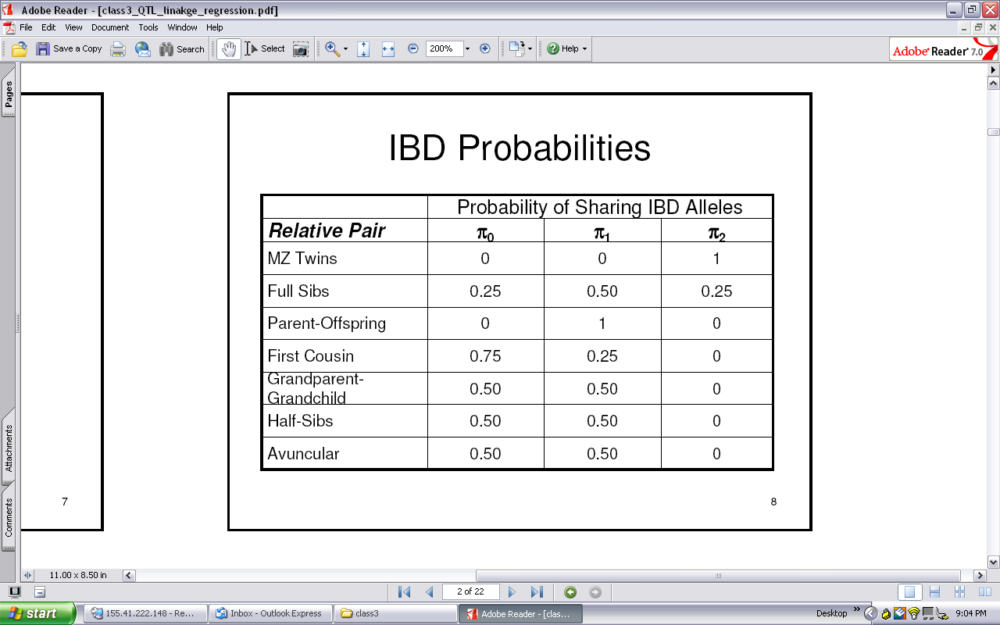 Adobe Reader - [class3_QTL_linakge_regression.pdf]
File Edit View Document Tools Window Help
Save a Copy Search Select 200% Help Adobe Reader 7.0
Pages
IBD Probabilities
Probability of Sharing IBD Alleles
Relative Pair π0 π1 π2
MZ Twins 0 0 1
Full Sibs 0.25 0.50 0.25
Parent-Offspring 0 1 0
First Cousin 0.75 0.25 0
Grandparent-
Grandchild 0.50 0.50 0
Half-Sibs 0.50 0.50 0
Avuncular 0.50 0.50 0
7 8
Attachments
Comments
11.00 x 8.50 in
2 of 22
start 155.41.222.148 - Re... Inbox - Outlook Express class3 Adobe Reader - [clas... Desktop 9:04 PM